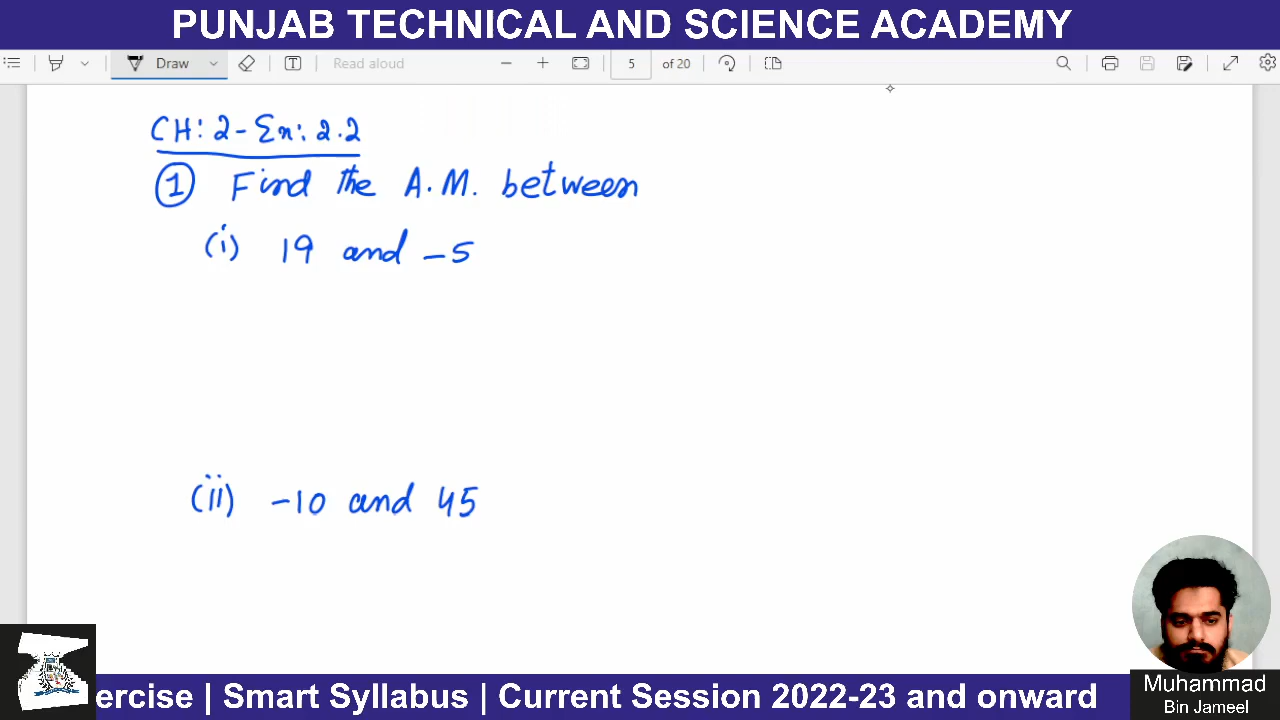 PUNJAB TECHNICAL AND SCIENCE ACADEMY
Draw
Read aloud
5
of 20
CH: 2 - Ex: 2.2
1 Find the A.M. between
(i) 19 and -5
(ii) -10 and 45
ercise | Smart Syllabus | Current Session 2022-23 and onward
Muhammad
Bin Jameel